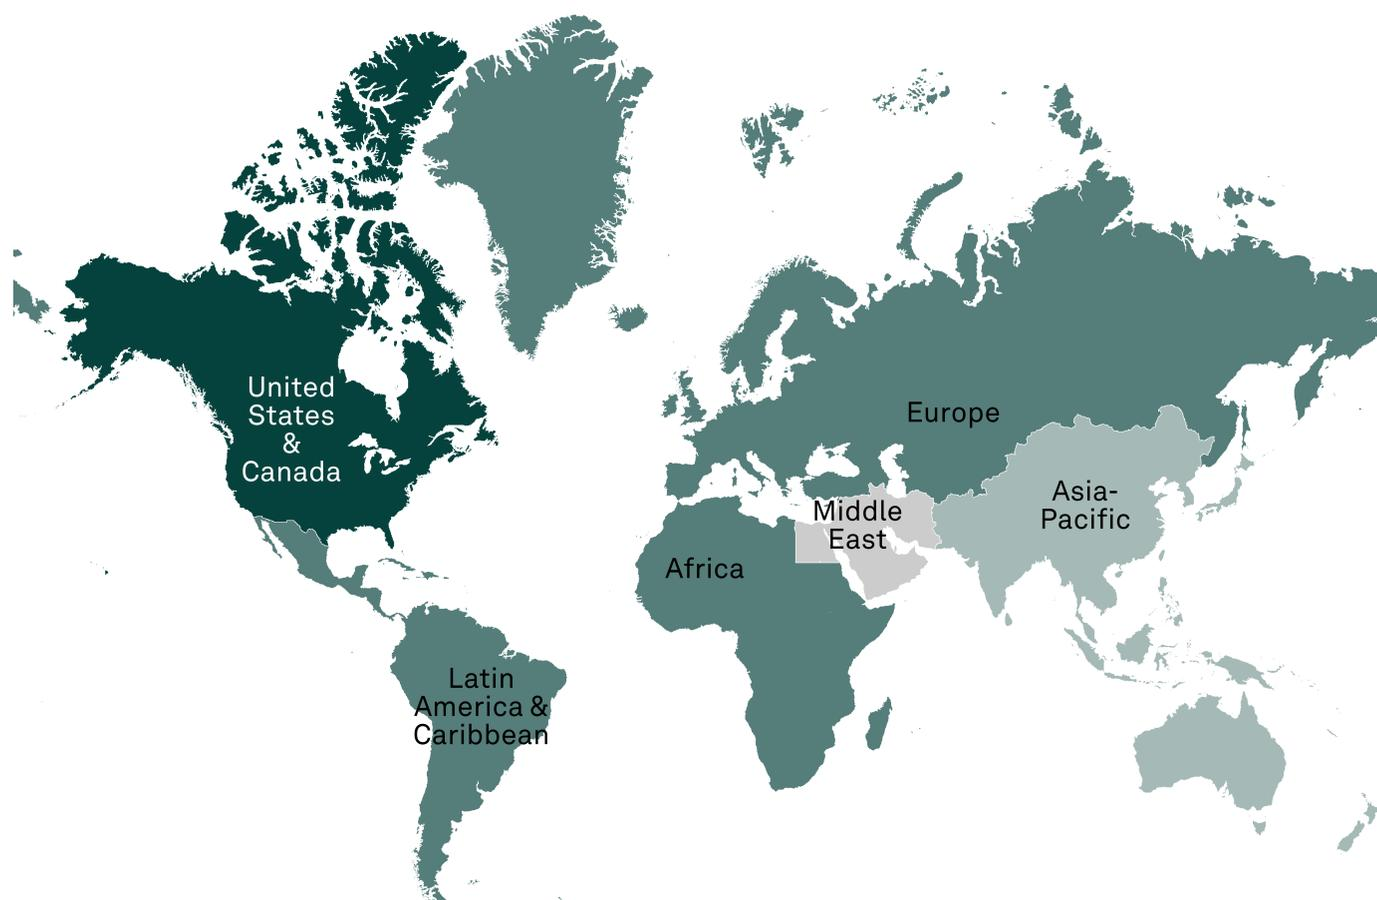 United
States
&
Canada
Europe
Asia-
Pacific
Middle
East
Africa
Latin
America &
Caribbean